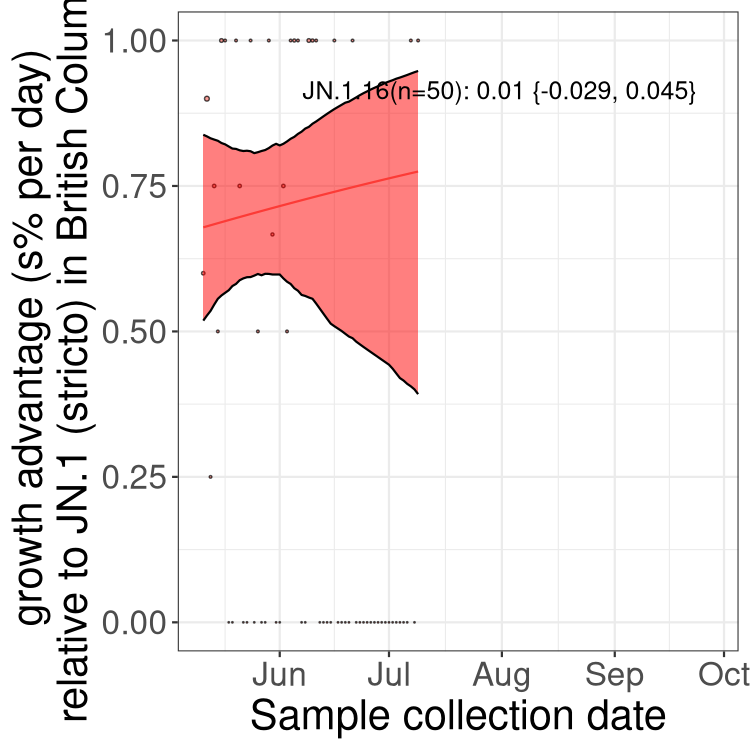 growth advantage (s% per day)
relative to JN.1 (stricto) in British Colum
1.00
0.75
0.50
0.25
0.00
JN.1.16(n=50): 0.01 {-0.029, 0.045}
Jun Jul Aug Sep Oct
Sample collection date